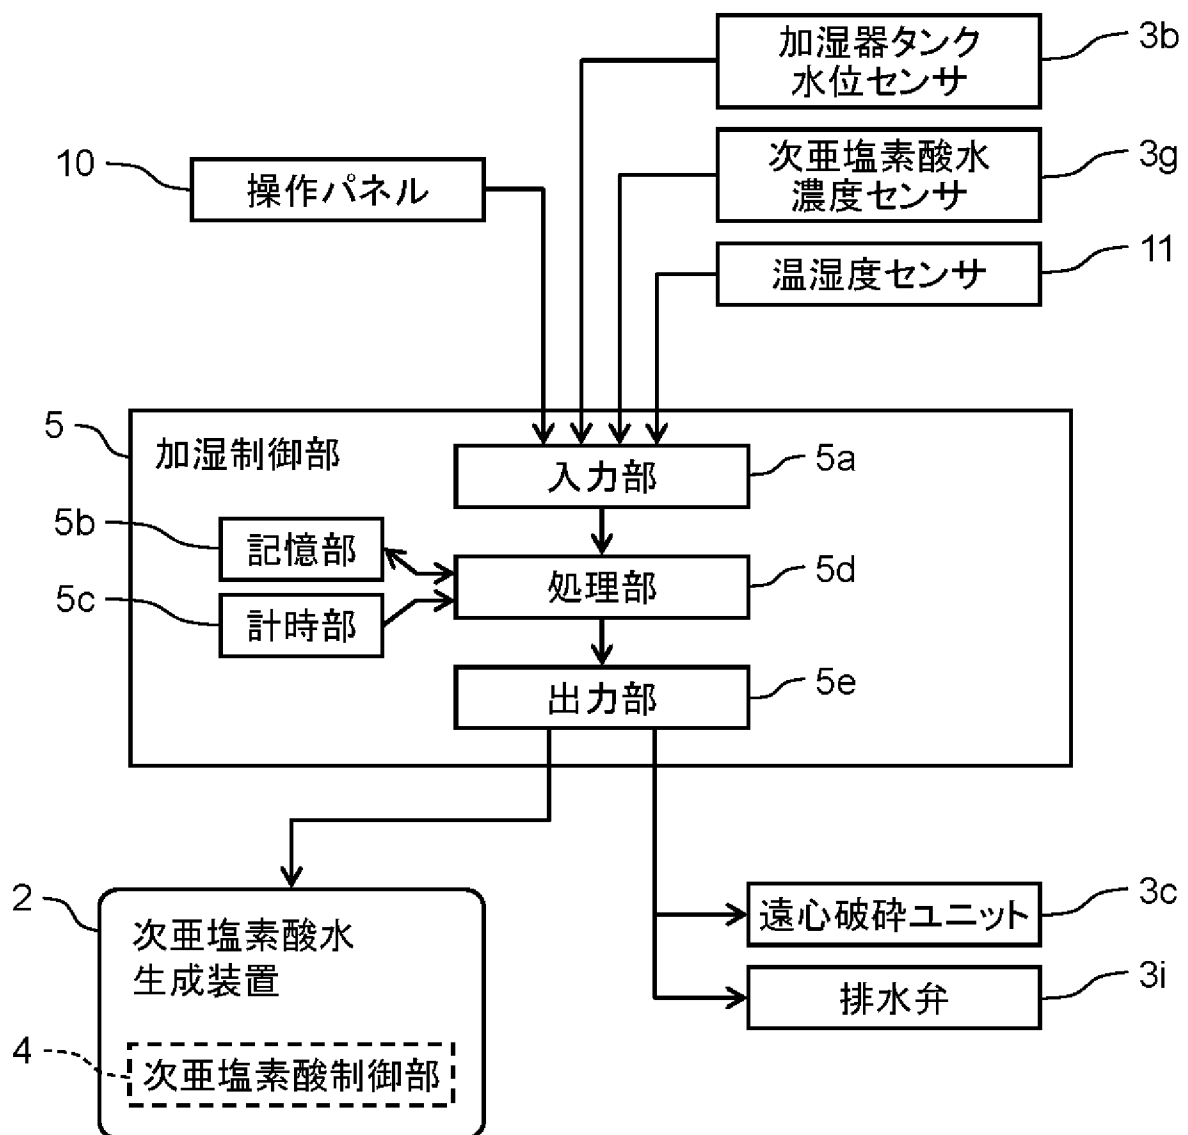 加湿器タンク
水位センサ
3b
次亜塩素酸水
濃度センサ
3g
10
操作パネル
温湿度センサ
11
5
加湿制御部
入力部
5a
5b
記憶部
処理部
5d
5c
計時部
出力部
5e
2
次亜塩素酸水
生成装置
4
次亜塩素酸制御部
遠心破砕ユニット
3c
排水弁
3i